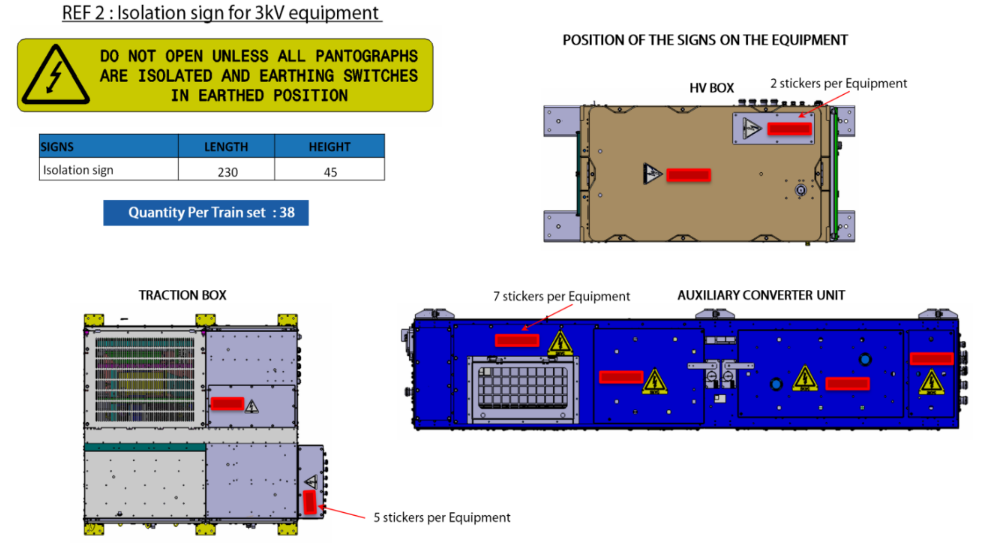 REF 2 : Isolation sign for 3kV equipment
DO NOT OPEN UNLESS ALL PANTOGRAPHS
ARE ISOLATED AND EARTHING SWITCHES
IN EARTHED POSITION
SIGNS LENGTH HEIGHT
Isolation sign 230 45
Quantity Per Train set : 38
POSITION OF THE SIGNS ON THE EQUIPMENT
HV BOX
2 stickers per Equipment
TRACTION BOX
5 stickers per Equipment
7 stickers per Equipment
AUXILIARY CONVERTER UNIT